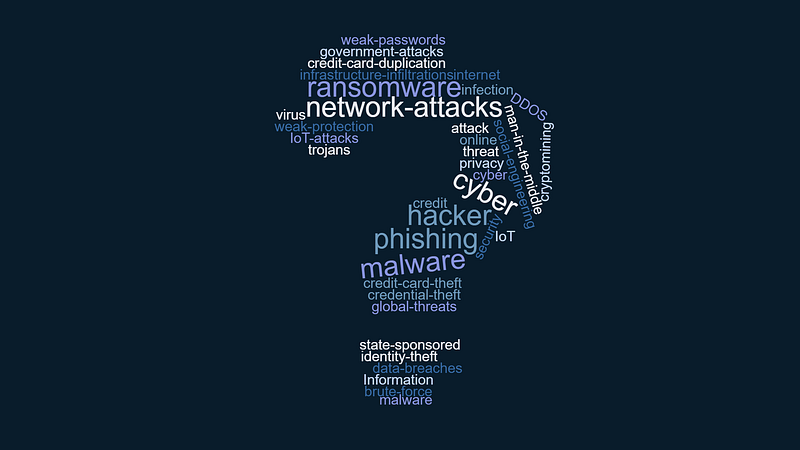 weak-passwords
government-attacks
credit-card-duplication
infrastructure-infiltrations
internet
ransomware
infection
network-attacks
DDOS
virus
weak-protection
IoT-attacks
trojans
attack
online
threat
privacy
cyber
man-in-the-middle
social-engineering
cryptomining
cyber
credit
hacker
phishing
security
IoT
malware
credit-card-theft
credential-theft
global-threats
state-sponsored
identity-theft
data-breaches
Information
brute-force
malware